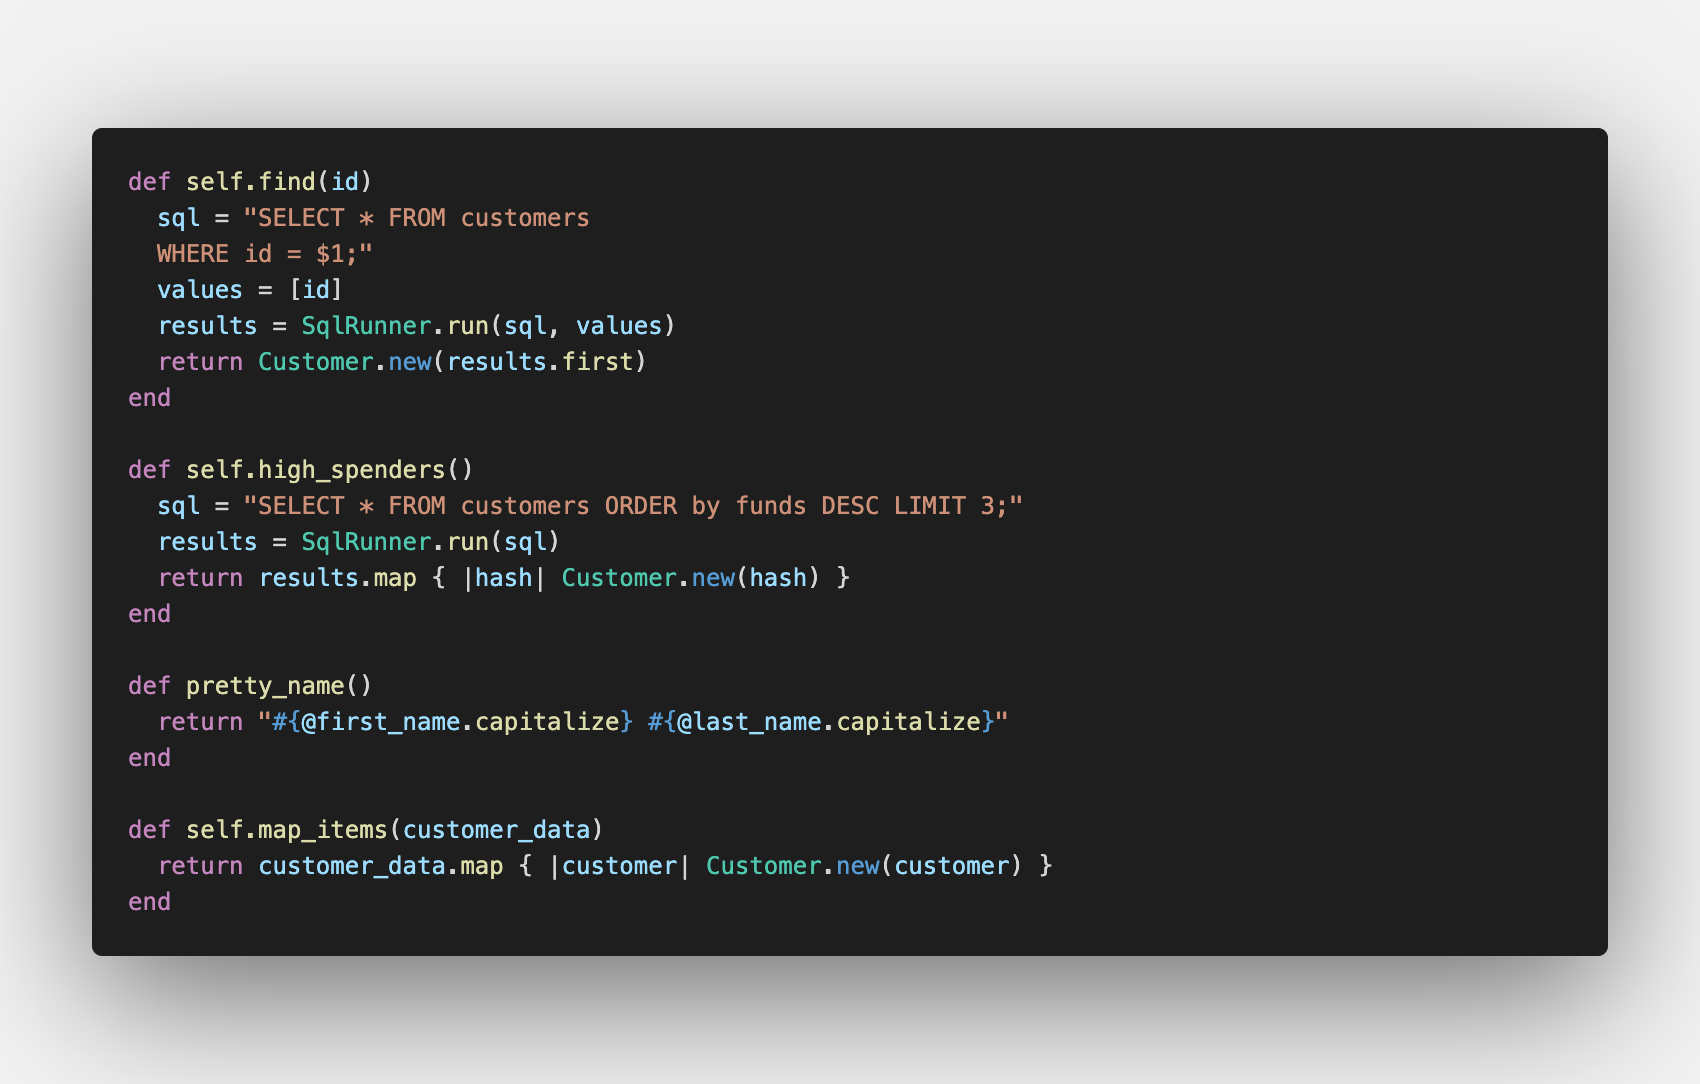 def self.find(id)
  sql = "SELECT * FROM customers
  WHERE id = $1;"
  values = [id]
  results = SqlRunner.run(sql, values)
  return Customer.new(results.first)
end

def self.high_spenders()
  sql = "SELECT * FROM customers ORDER by funds DESC LIMIT 3;"
  results = SqlRunner.run(sql)
  return results.map { |hash| Customer.new(hash) }
end

def pretty_name()
  return "#{@first_name.capitalize} #{@last_name.capitalize}"
end

def self.map_items(customer_data)
  return customer_data.map { |customer| Customer.new(customer) }
end